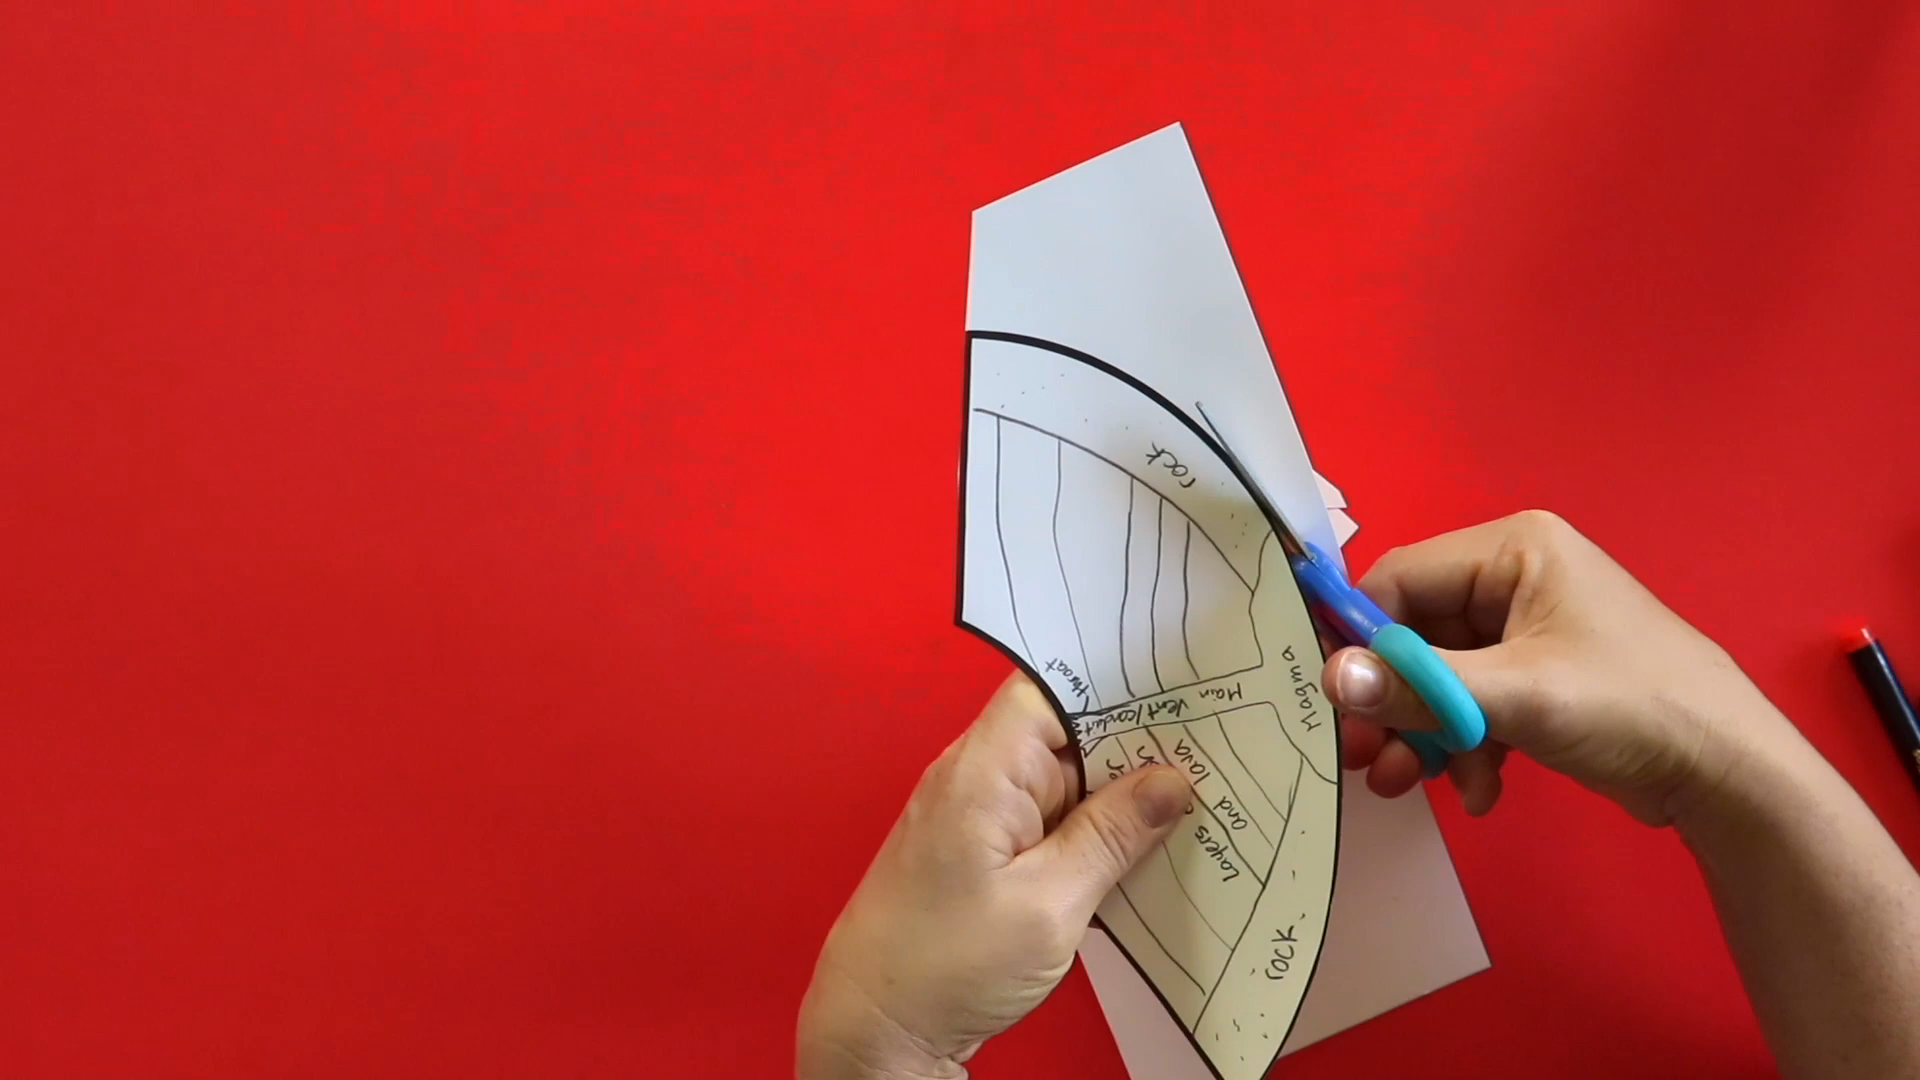 rock
throat
Main
Vent/conduit
Magma
Layers
and lava
rock